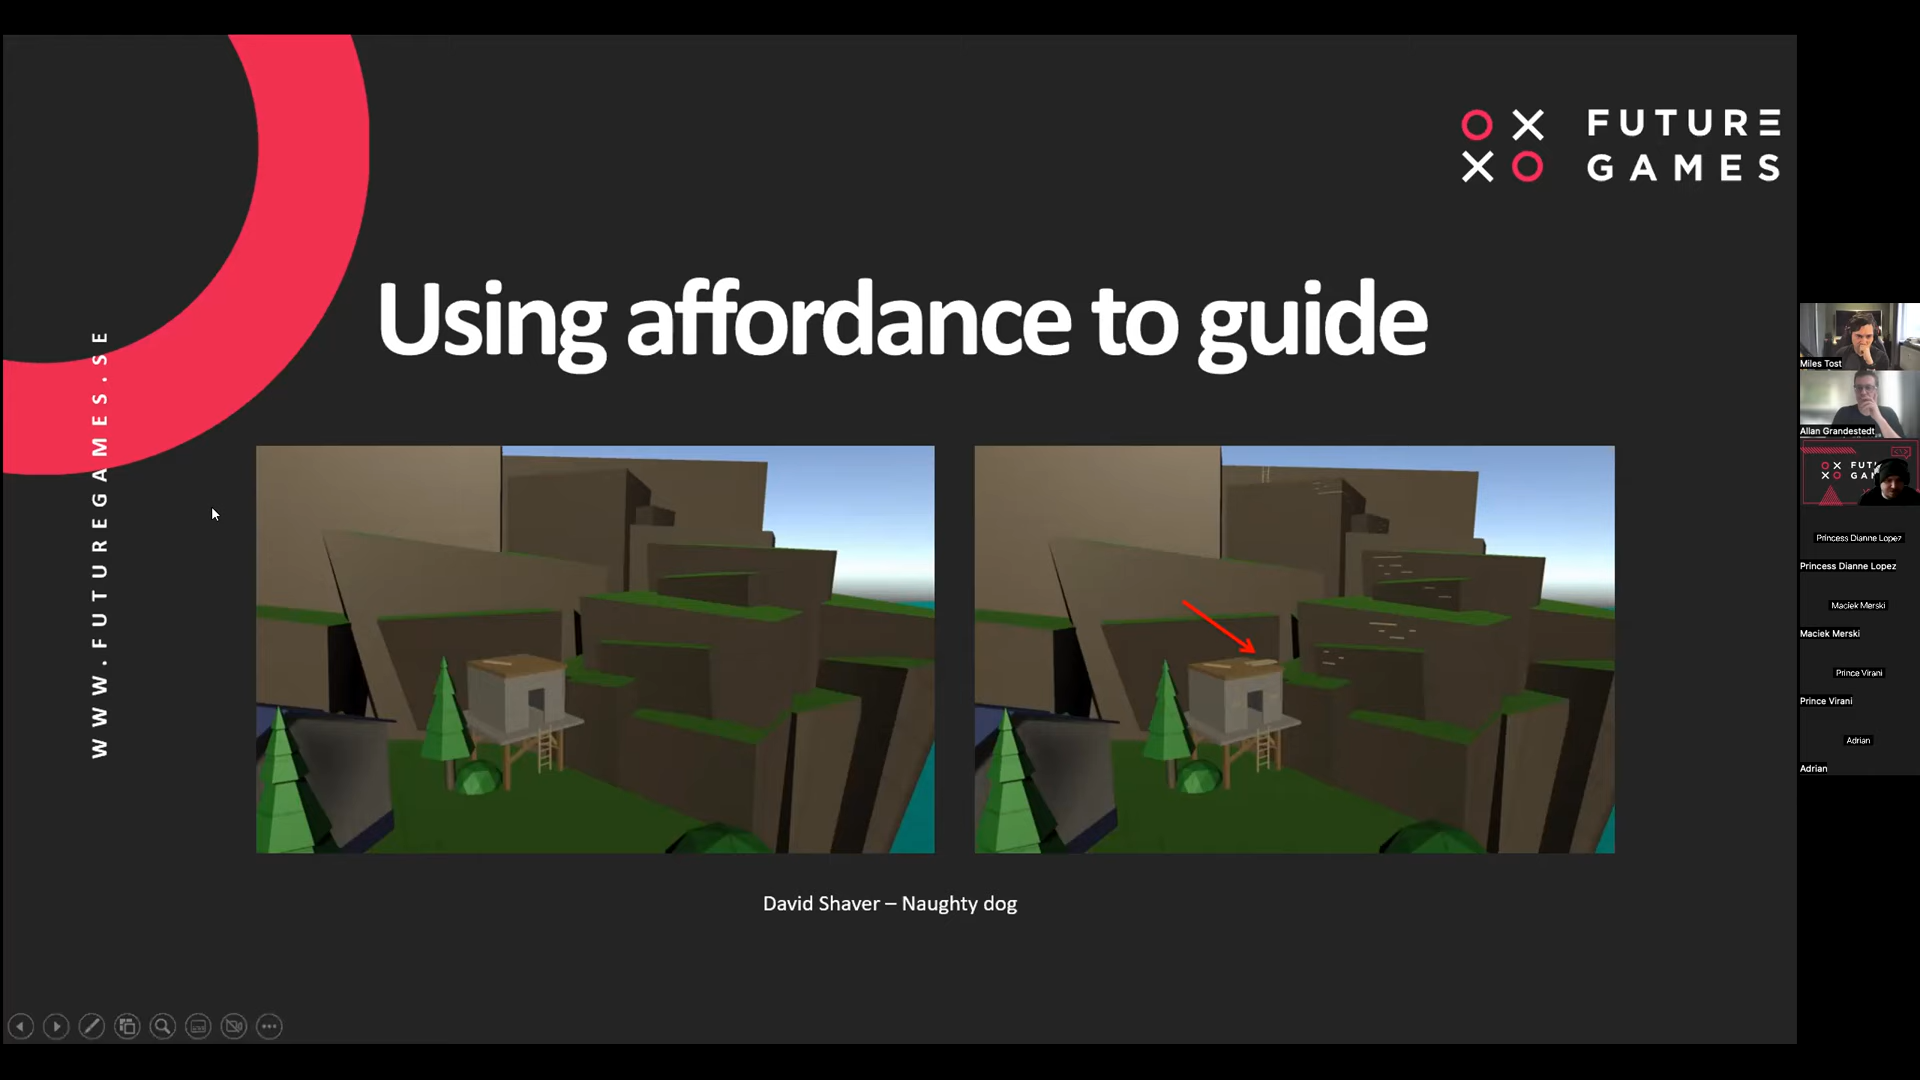 FUTURE
GAMES
Using affordance to guide
WWW.FUTUREGAMES.SE
David Shaver – Naughty dog
Miles Tost
Allan Grandestedt
Princess Dianne Lopez
Princess Dianne Lopez
Maciek Merski
Maciek Merski
Prince Virani
Prince Virani
Adrian
Adrian